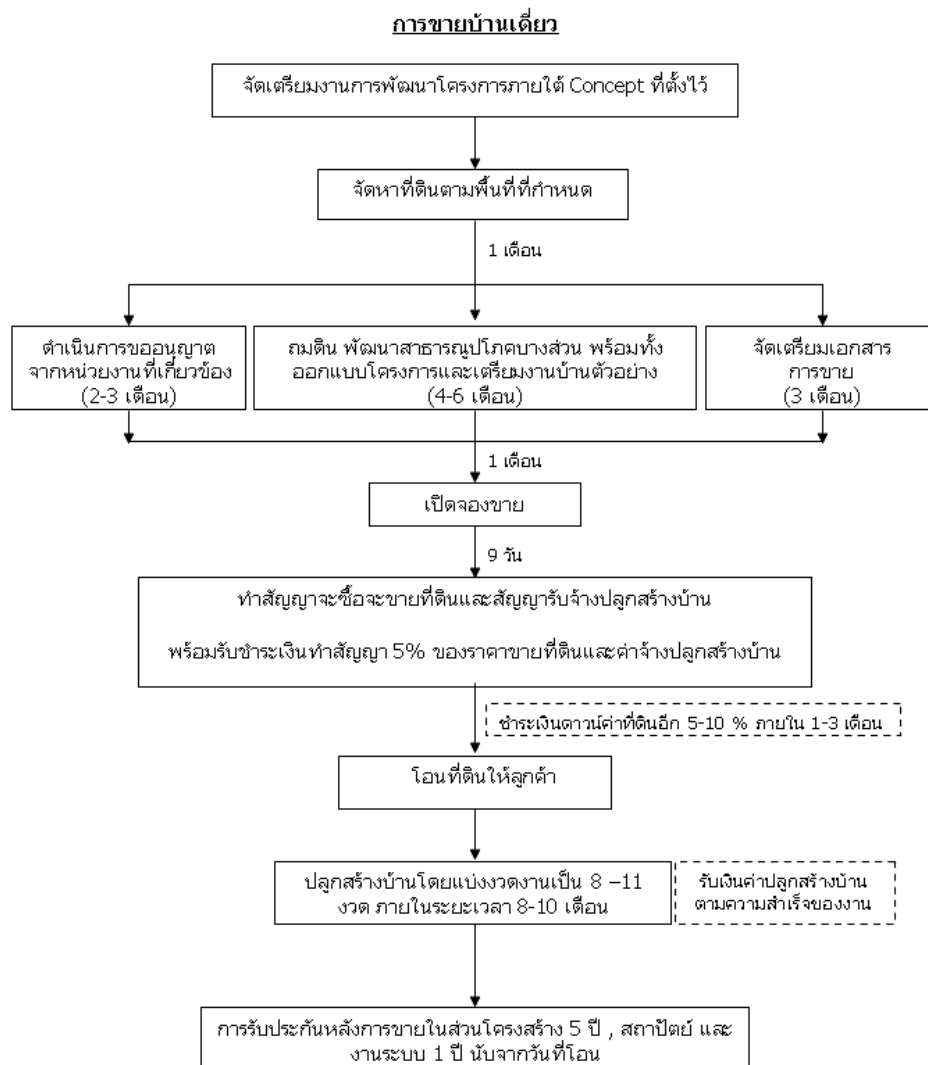 การขายบ้านเดี่ยว
จัดเตรียมงานการพัฒนาโครงการภายใต้ Concept ที่ตั้งไว้
จัดหาที่ดินตามพื้นที่ที่กำหนด
1 เดือน
ดำเนินการขออนุญาต
จากหน่วยงานที่เกี่ยวข้อง
(2-3 เดือน)
ถมดิน พัฒนาสาธารณูปโภคบางส่วน พร้อมทั้ง
ออกแบบโครงการและเตรียมงานบ้านตัวอย่าง
(4-6 เดือน)
จัดเตรียมเอกสาร
การขาย
(3 เดือน)
1 เดือน
เปิดจองขาย
9 วัน
ทำสัญญาจะซื้อจะขายที่ดินและสัญญารับจ้างปลูกสร้างบ้าน
พร้อมรับชำระเงินทำสัญญา 5% ของราคาขายที่ดินและค่าจ้างปลูกสร้างบ้าน
ชำระเงินดาวน์ค่าที่ดินอีก 5-10 % ภายใน 1-3 เดือน
โอนที่ดินให้ลูกค้า
ปลูกสร้างบ้านโดยแบ่งงวดงานเป็น 8 –11
งวด ภายในระยะเวลา 8-10 เดือน
รับเงินค่าปลูกสร้างบ้าน
ตามความสำเร็จของงาน
การรับประกันหลังการขายในส่วนโครงสร้าง 5 ปี , สถาปัตย์ และ
งานระบบ 1 ปี นับจากวันที่โอน